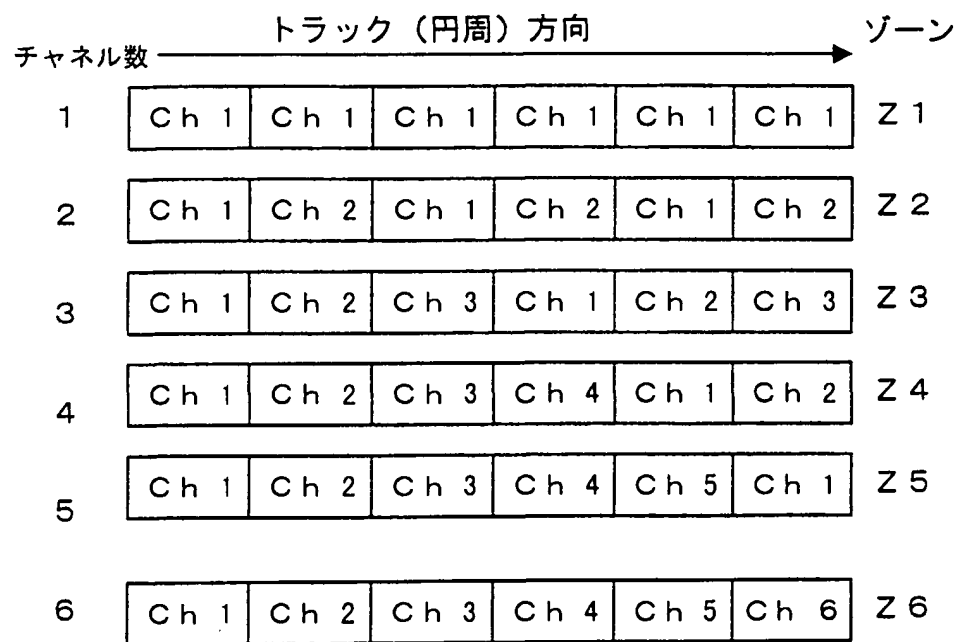 トラック（円周）方向 ゾーン
チャネル数
1 Ch 1 Ch 1 Ch 1 Ch 1 Ch 1 Ch 1 Z 1
2 Ch 1 Ch 2 Ch 1 Ch 2 Ch 1 Ch 2 Z 2
3 Ch 1 Ch 2 Ch 3 Ch 1 Ch 2 Ch 3 Z 3
4 Ch 1 Ch 2 Ch 3 Ch 4 Ch 1 Ch 2 Z 4
5 Ch 1 Ch 2 Ch 3 Ch 4 Ch 5 Ch 1 Z 5
6 Ch 1 Ch 2 Ch 3 Ch 4 Ch 5 Ch 6 Z 6